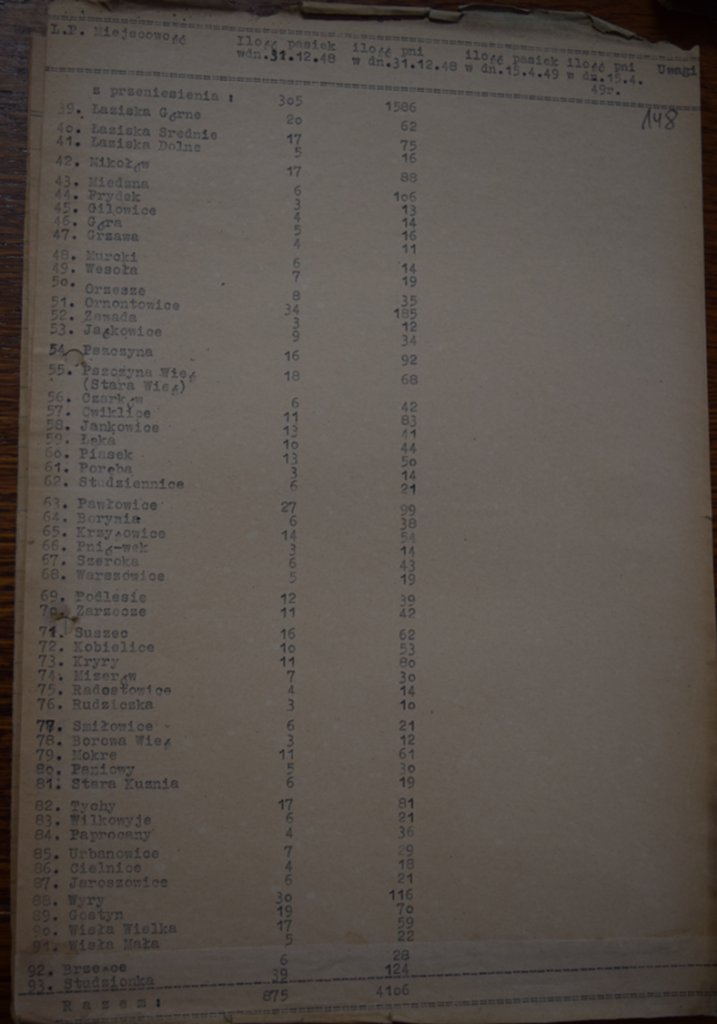 L.P. Miejscowość Ilość pasiek ilość pni ilość pasiek ilość pni Uwagi
wdn.31.12.48 w dn.31.12.48 w dn.15.4.49 w dn.15.4.
49r.
148
z przeniesienia : 305 1586
39. Łaziska Górne 20 62
40. Łaziska Srednie 17 75
41. Łaziska Dolne 5 16
42. Mikołów 17 88
43. Miedzna 6 106
44. Frydek 3 13
45. Gilowice 4 14
46. Góra 5 16
47. Grzawa 4 11
48. Murcki 6 14
49. Wesoła 7 19
50. Orzesze 8 35
51. Ornontowice 34 185
52. Zawada 3 12
53. Jaśkowice 9 34
54. Pszczyna 16 92
55. Pszczyna Wieś 18 68
(Stara Wieś)
56. Czarków 6 42
57. Cwiklice 11 83
58. Jankowice 12 41
59. Łąka 10 44
60. Piasek 13 50
61. Poręba 3 14
62. Studziennice 6 21
63. Pawłowice 27 99
64. Borynia 6 38
65. Krzyżowice 14 54
66. Pnió-wek 3 14
67. Szeroka 6 43
68. Warszówice 5 19
69. Podlesie 12 39
70. Zarzecze 11 42
71. Suszec 16 62
72. Kobielice 10 53
73. Kryry 11 80
74. Mizerów 7 30
75. Radostowice 4 14
76. Rudziczka 3 10
77. Smiłowice 6 21
78. Borowa Wieś 3 12
79. Mokre 11 61
80. Paniowy 5 30
81. Stara Kuznia 6 19
82. Tychy 17 81
83. Wilkowyje 6 21
84. Paprocany 4 36
85. Urbanowice 7 29
86. Cielnice 4 18
87. Jaroszowice 6 21
88. Wyry 30 116
89. Gostyn 19 70
90. Wisła Wielka 17 59
91. Wisła Mała 5 22
92. Brzeźce 6 28
93. Studzionka 39 124
R a z e m : 875 4106